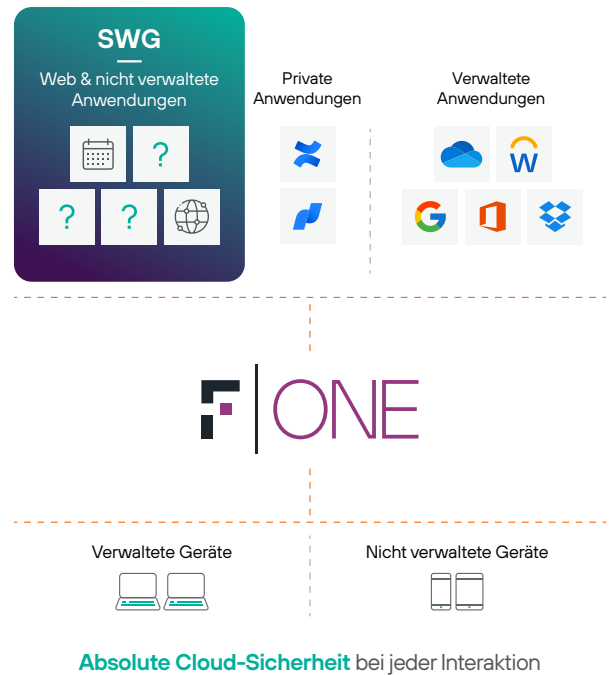 SWG
Web & nicht verwaltete
Anwendungen
?
? ?
Private
Anwendungen
Verwaltete
Anwendungen
W
G
F|ONE
Verwaltete Geräte
Nicht verwaltete Geräte
Absolute Cloud-Sicherheit bei jeder Interaktion